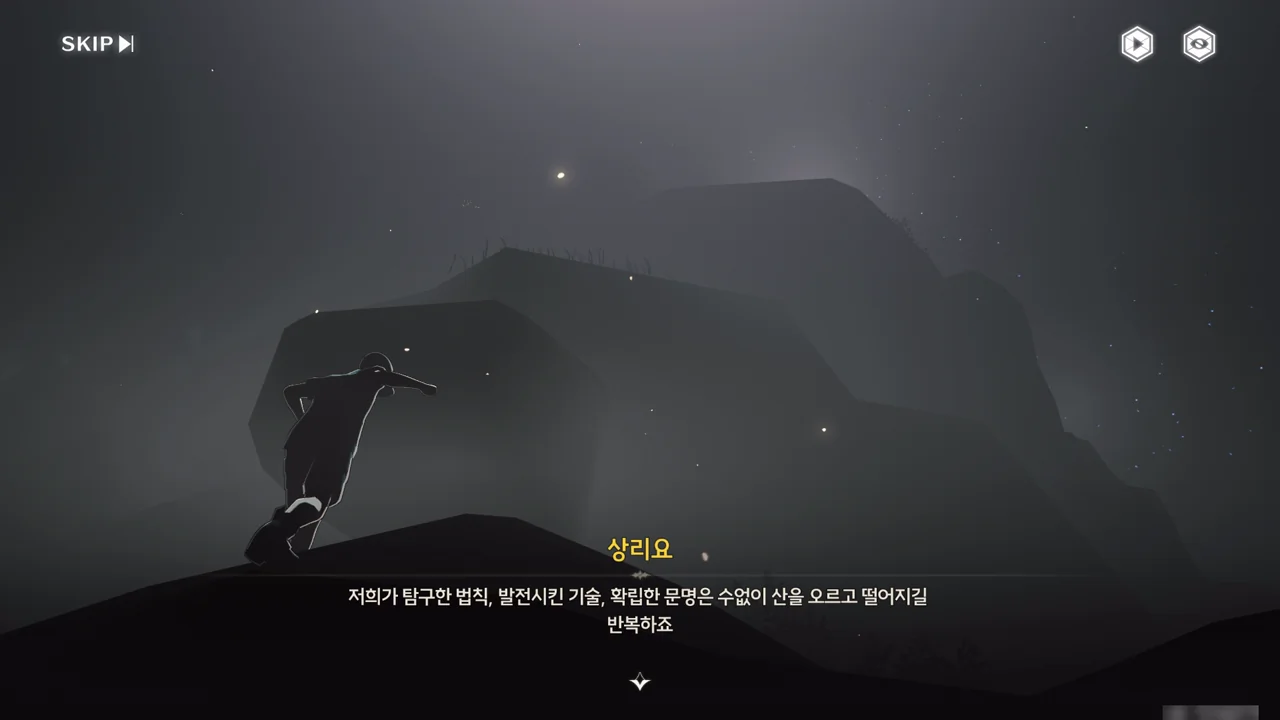 SKIP
상리요
저희가 탐구한 법칙, 발전시킨 기술, 확립한 문명은 수없이 산을 오르고 떨어지길
반복하죠